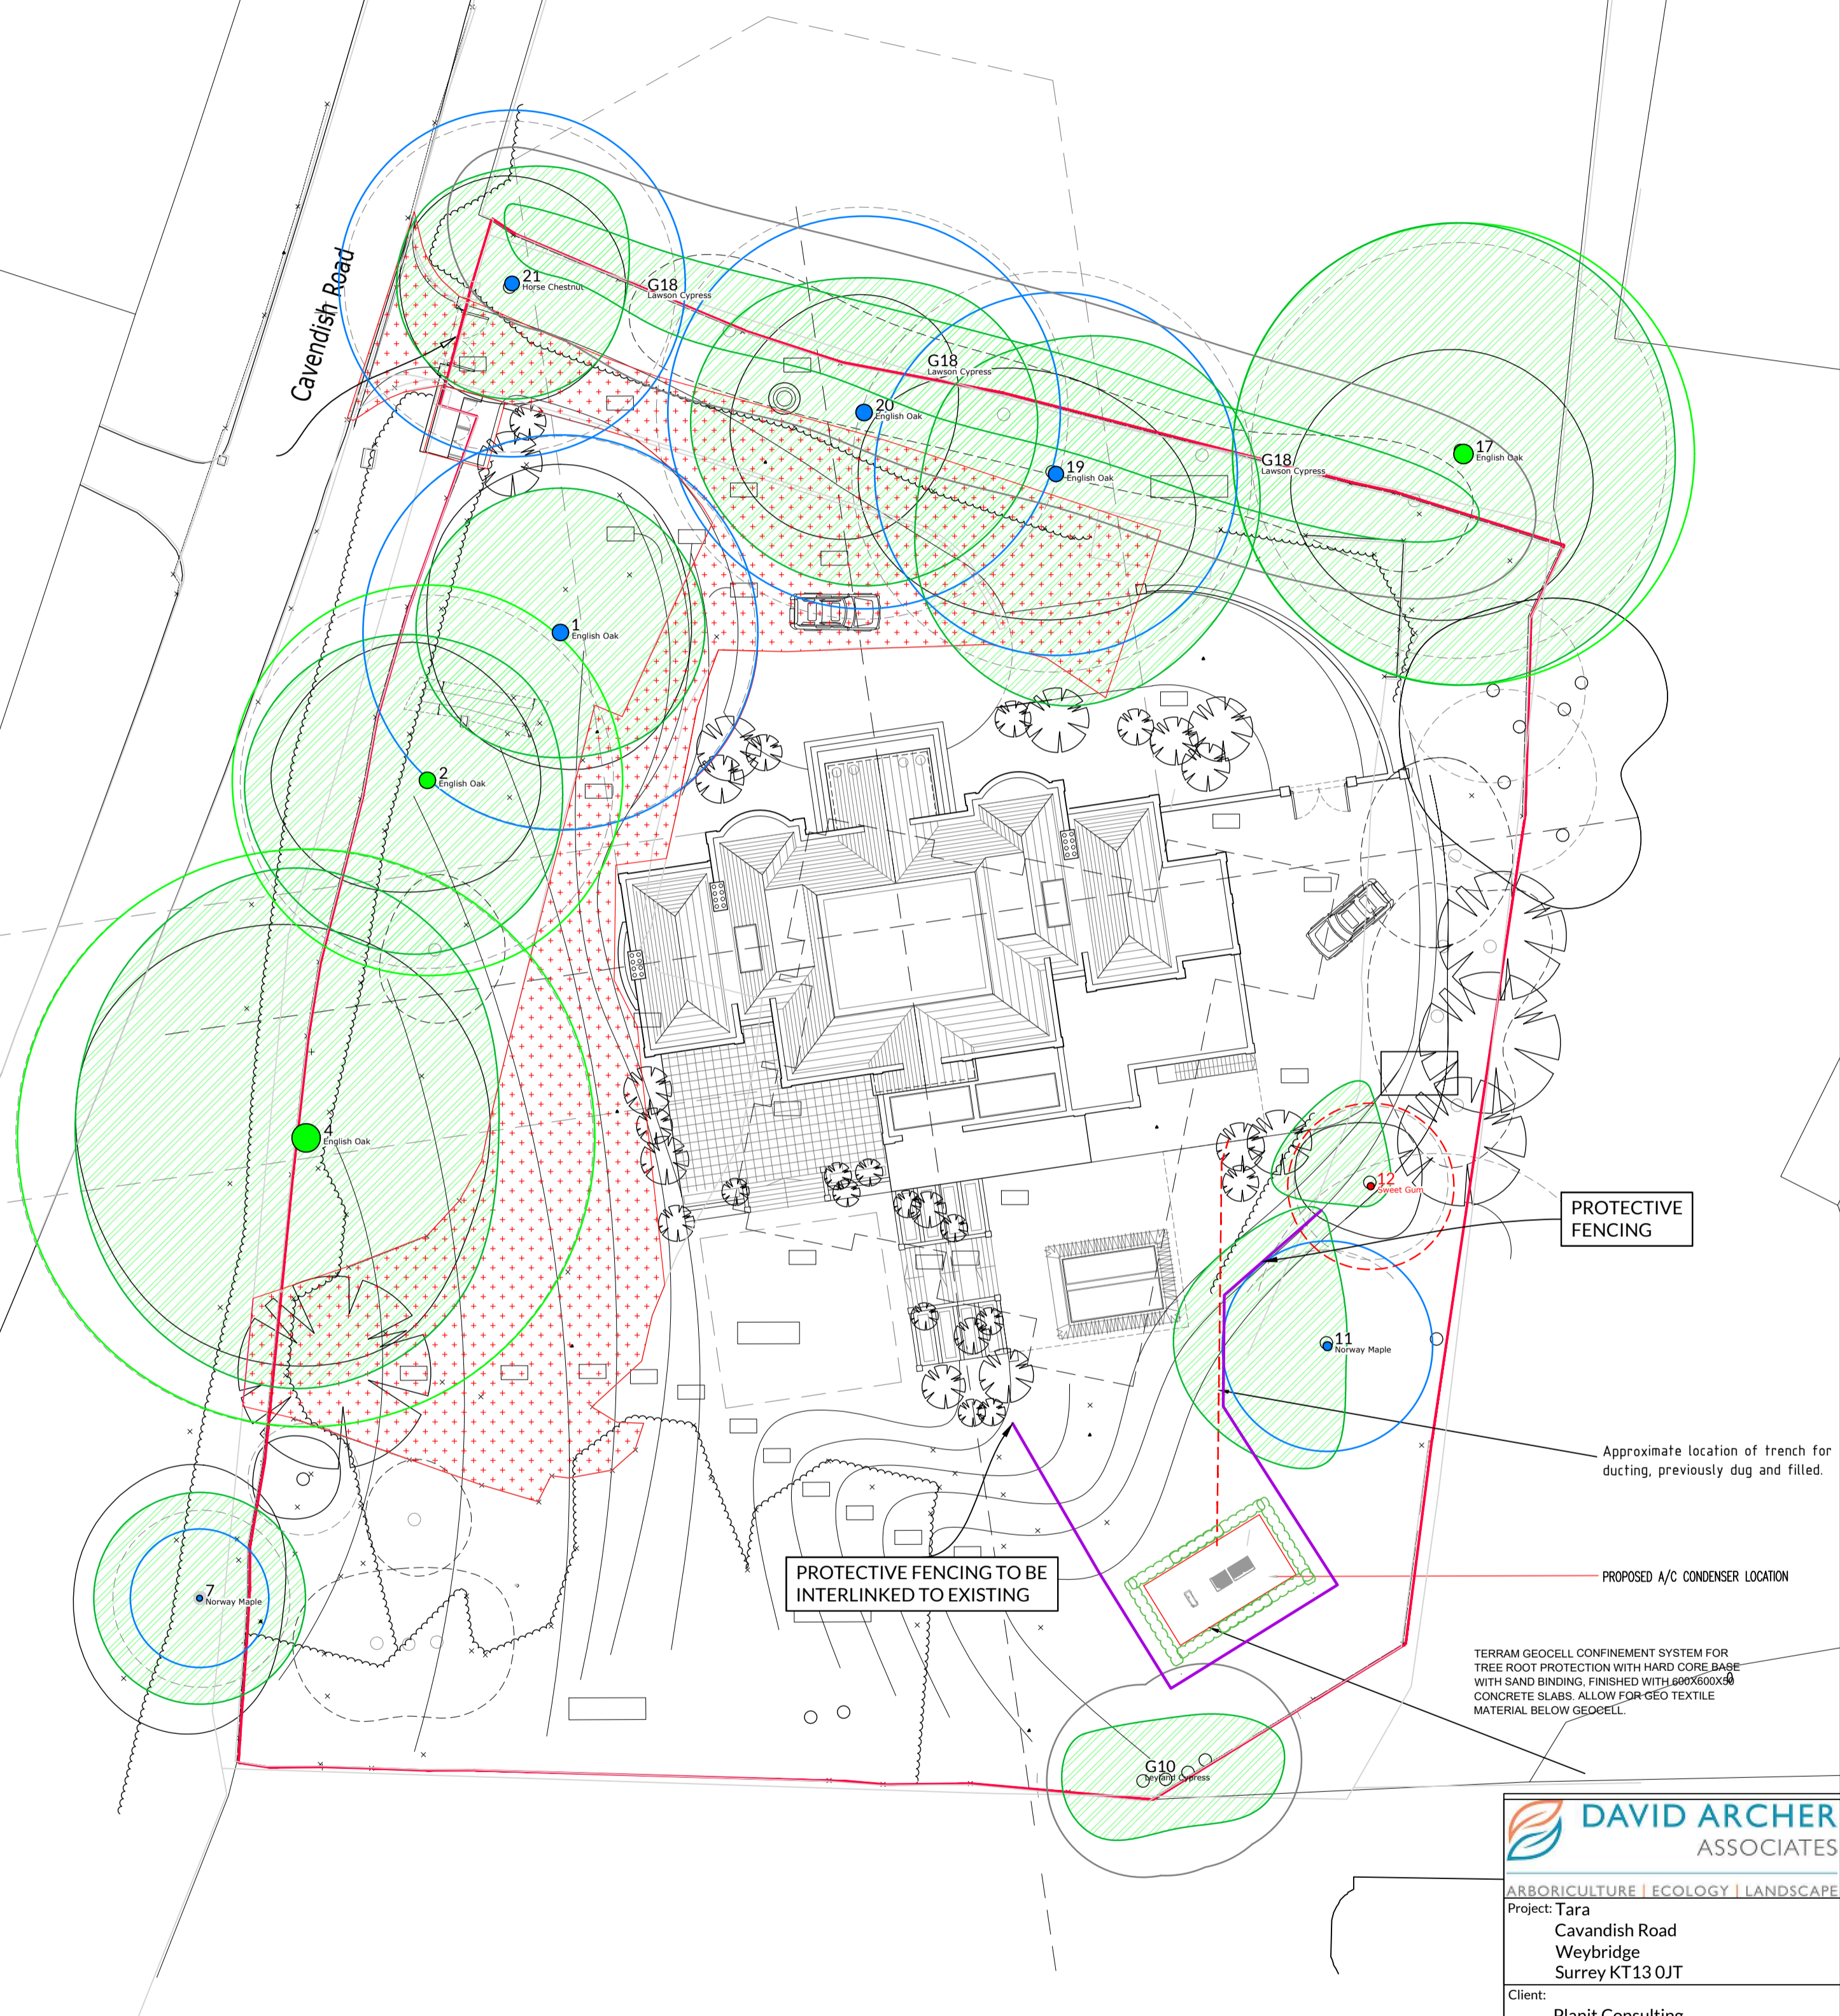 Cavendish Road
21
Horse Chestnut
G18
Lawson Cypress
G18
Lawson Cypress
20
English Oak
19
English Oak
G18
Lawson Cypress
17
English Oak
1
English Oak
2
English Oak
4
English Oak
12
Sweet Gum
PROTECTIVE
FENCING
11
Norway Maple
Approximate location of trench for
ducting, previously dug and filled.
PROTECTIVE FENCING TO BE
INTERLINKED TO EXISTING
PROPOSED A/C CONDENSER LOCATION
7
Norway Maple
TERRAM GEOCELL CONFINEMENT SYSTEM FOR
TREE ROOT PROTECTION WITH HARD CORE BASE
WITH SAND BINDING, FINISHED WITH 600X600X50
CONCRETE SLABS. ALLOW FOR GEO TEXTILE
MATERIAL BELOW GEOCELL.
G10
Leyland Cypress
DAVID ARCHER
ASSOCIATES
ARBORICULTURE | ECOLOGY | LANDSCAPE
Project: Tara
Cavandish Road
Weybridge
Surrey KT13 0JT
Client:
Planit Consulting